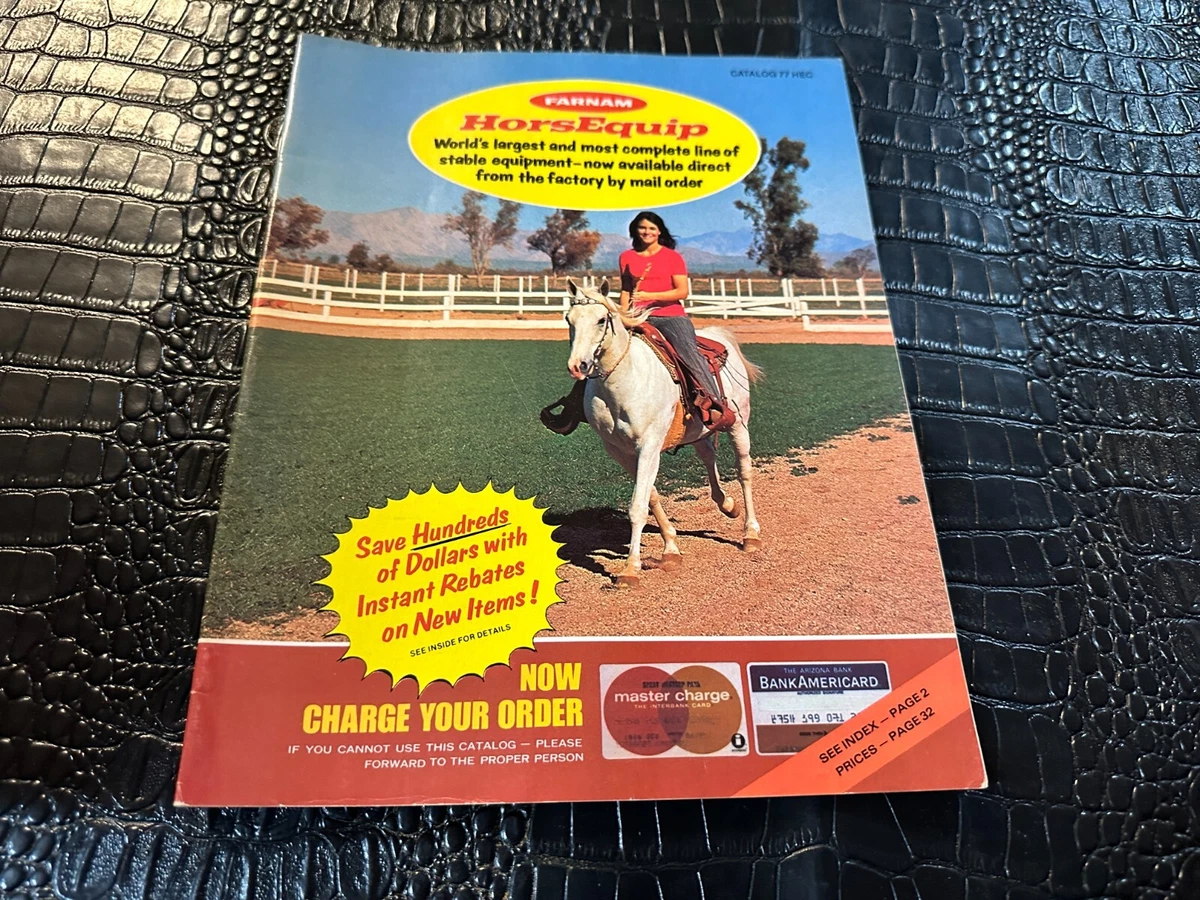 CATALOG 77 HEC
FARNAM
HorsEquip
World's largest and most complete line of
stable equipment—now available direct
from the factory by mail order
Save Hundreds
of Dollars with
Instant Rebates
on New Items!
SEE INSIDE FOR DETAILS
NOW
CHARGE YOUR ORDER
IF YOU CANNOT USE THIS CATALOG — PLEASE
FORWARD TO THE PROPER PERSON
master charge
THE INTERBANK CARD
THE ARIZONA BANK
BANKAMERICARD
SEE INDEX — PAGE 2
PRICES — PAGE 32